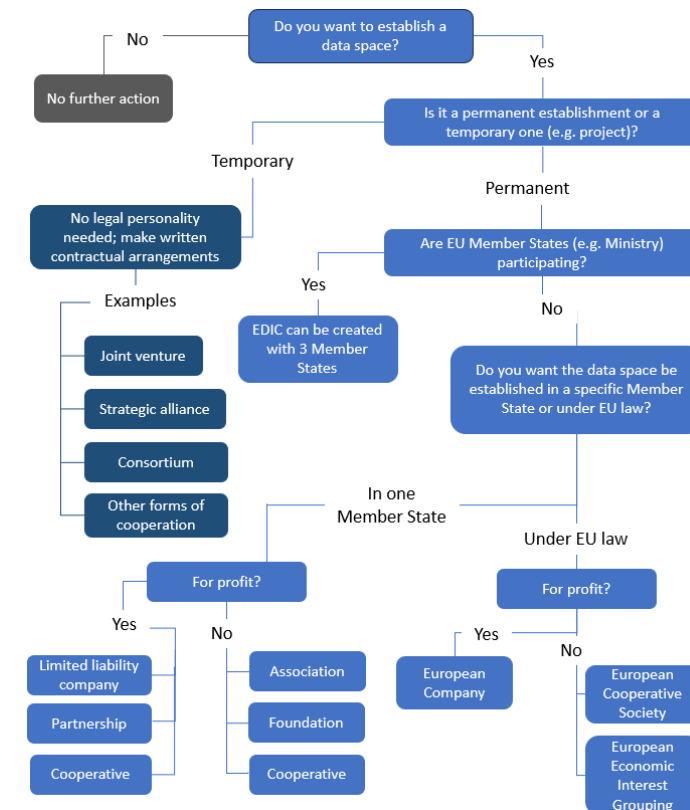 Do you want to establish a
data space?
No
Yes
No further action
Is it a permanent establishment or a
temporary one (e.g. project)?
Temporary
Permanent
No legal personality
needed; make written
contractual arrangements
Are EU Member States (e.g. Ministry)
participating?
Examples
Yes
No
EDIC can be created
with 3 Member
States
Joint venture
Do you want the data space be
established in a specific Member
State or under EU law?
Strategic alliance
Consortium
Other forms of
cooperation
In one
Member State
Under EU law
For profit?
For profit?
Yes
No
Yes
No
Limited liability
company
Association
European
Company
European
Cooperative
Society
Partnership
Foundation
Cooperative
Cooperative
European
Economic
Interest
Grouping